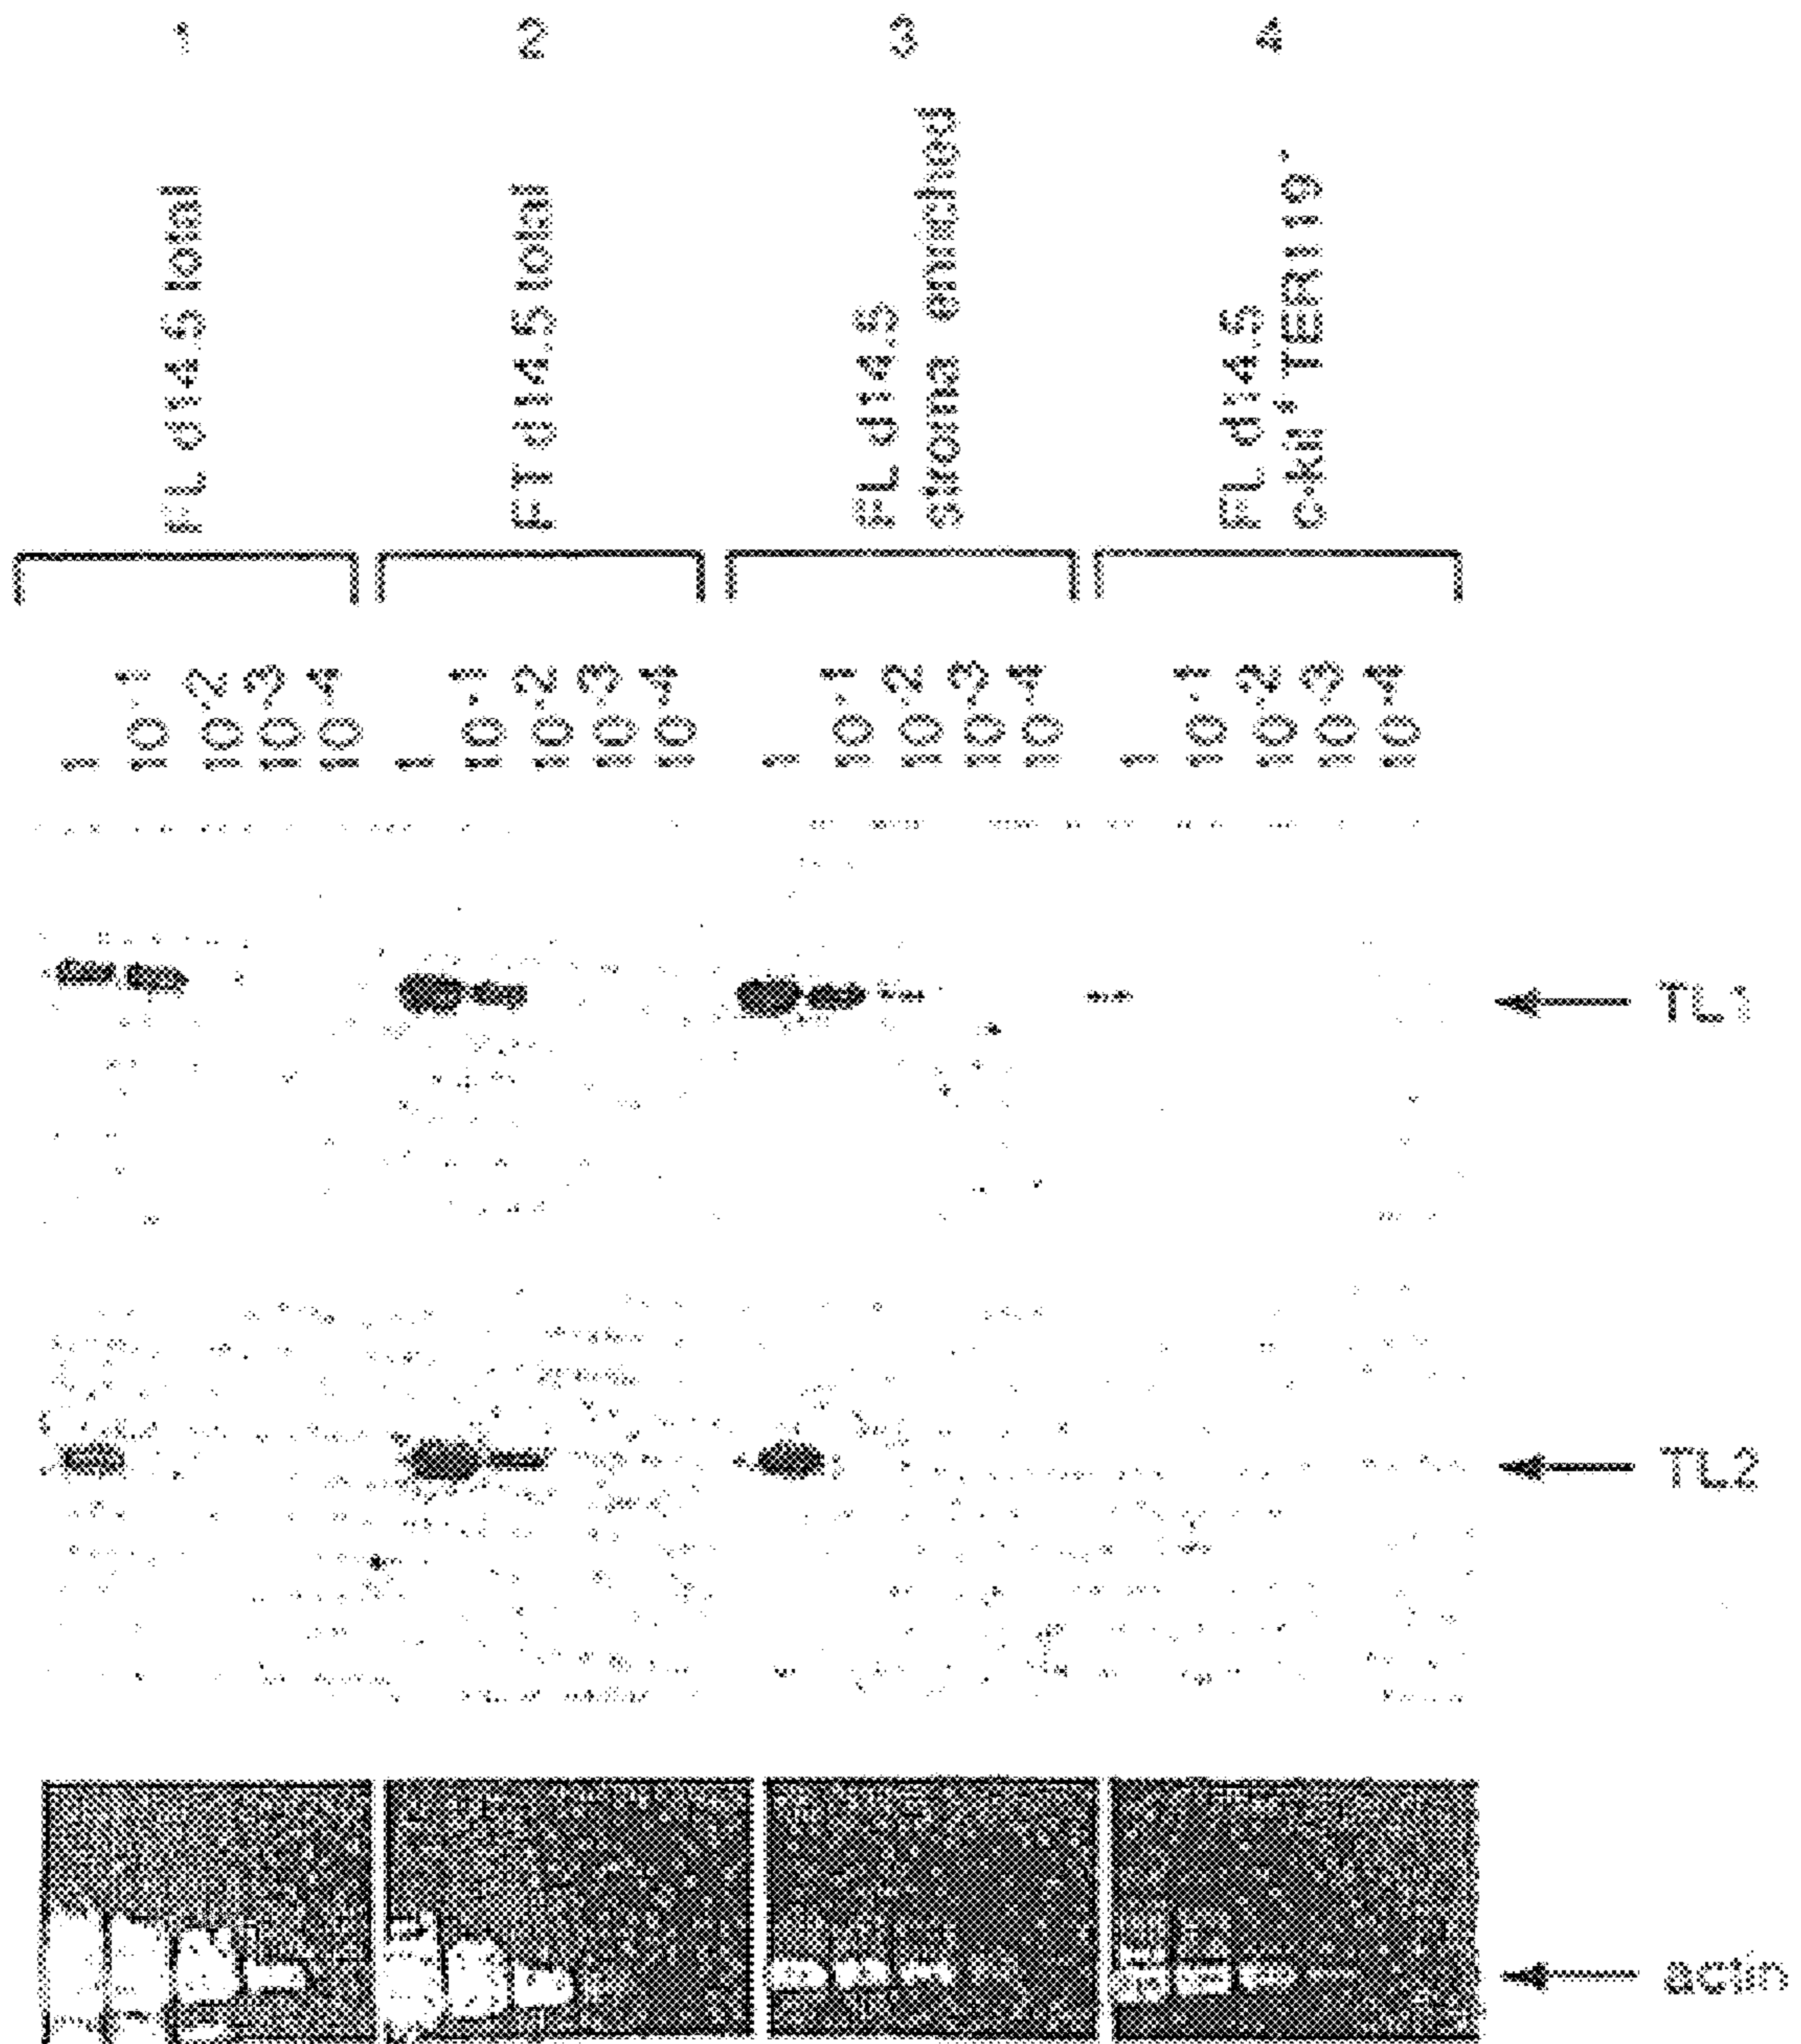 1 2 3 4
FL d14.5 total
FT d14.5 total
FL d14.5
stroma enriched
FL d14.5
c-kit⁺ TER119⁻
1 10⁻¹ 10⁻² 10⁻³ 10⁻⁴ 1 10⁻¹ 10⁻² 10⁻³ 10⁻⁴ 1 10⁻¹ 10⁻² 10⁻³ 10⁻⁴ 1 10⁻¹ 10⁻² 10⁻³ 10⁻⁴
TL1
TL2
actin